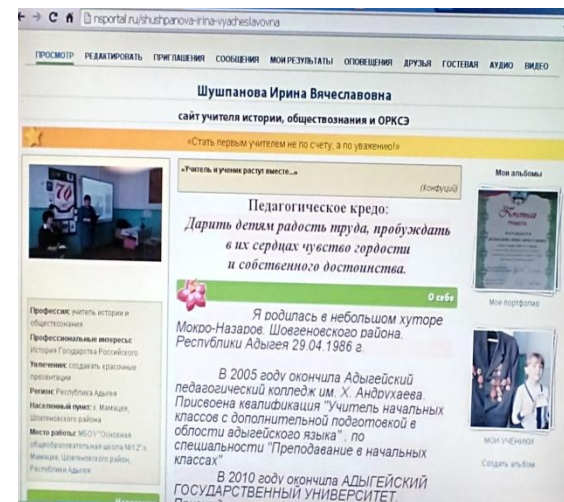 nsportal.ru/shushpanova-irina-vyacheslavovna
ПРОСМОТР РЕДАКТИРОВАТЬ ПРИГЛАШЕНИЯ СООБЩЕНИЯ МОИ РЕЗУЛЬТАТЫ ОПОВЕЩЕНИЯ ДРУЗЬЯ ГОСТЕВАЯ АУДИО ВИДЕО
Шушпанова Ирина Вячеславовна
сайт учителя истории, обществознания и ОРКСЭ
«Стать первым учителем не по счету, а по уважению!»
«Учитель и ученик растут вместе...»
(Конфуций)
Педагогическое кредо:
Дарить детям радость труда, пробуждать
в их сердцах чувство гордости
и собственного достоинства.
О себе
Я родилась в небольшом хуторе
Мокро-Назаров. Шовгеновского района.
Республики Адыгея 29.04.1986 г.
В 2005 году окончила Адыгейский
педагогический колледж им. Х. Андрухаева.
Присвоена квалификация "Учитель начальных
классов с дополнительной подготовкой в
области адыгейского языка" , по
специальности "Преподавание в начальных
классах"
В 2010 году окончила АДЫГЕЙСКИЙ
ГОСУДАРСТВЕННЫЙ УНИВЕРСИТЕТ
70
Профессия: учитель истории и
обществознания
Профессиональные интересы:
История Государства Российского
Увлечения: создавать красочные
презентации
Регион: Республика Адыгея
Населенный пункт: х. Мамацев,
Шовгеновского района
Место работы: МБОУ "Основная
общеобразовательная школа №12" х.
Мамацев, Шовгеновского район,
Республики Адыгея
Мои альбомы
Почетная
грамота
Мое портфолио
МОИ УЧЕНИКИ
Создать альбом